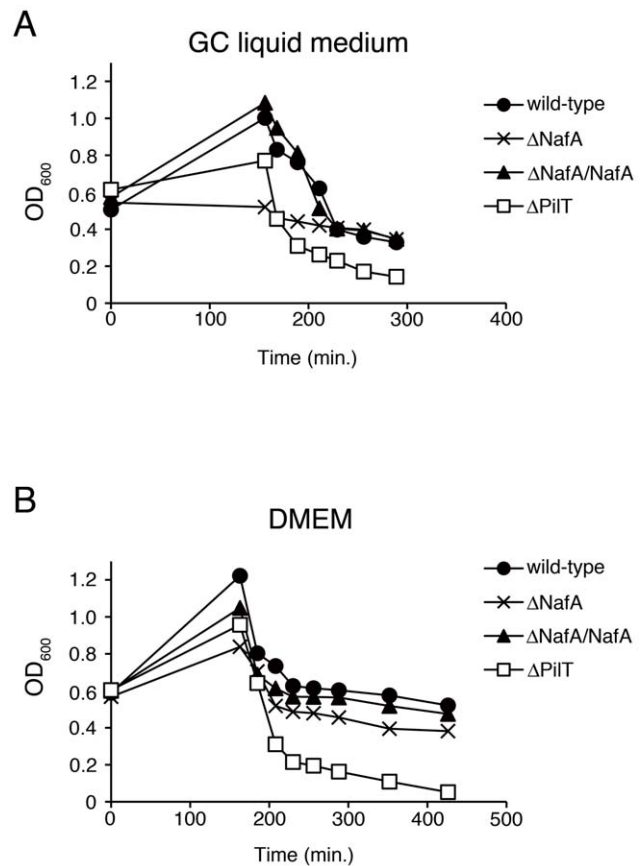 A
GC liquid medium
1.2
1.0
0.8
0.6
0.4
0.2
0
OD600
0
100
200
300
400
Time (min.)
wild-type
ΔNafA
ΔNafA/NafA
ΔPilT
B
DMEM
1.2
1.0
0.8
0.6
0.4
0.2
0
OD600
0
100
200
300
400
500
Time (min.)
wild-type
ΔNafA
ΔNafA/NafA
ΔPilT